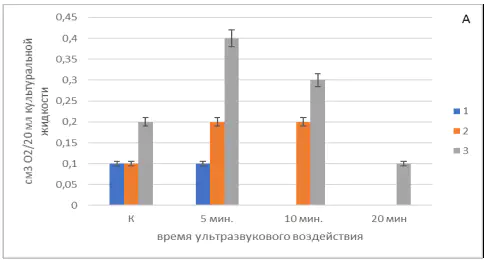 А
см3 О2/20 мл культуральной
жидкости
0,45
0,4
0,35
0,3
0,25
0,2
0,15
0,1
0,05
0
К 5 мин. 10 мин. 20 мин
время ультразвукового воздействия
1
2
3